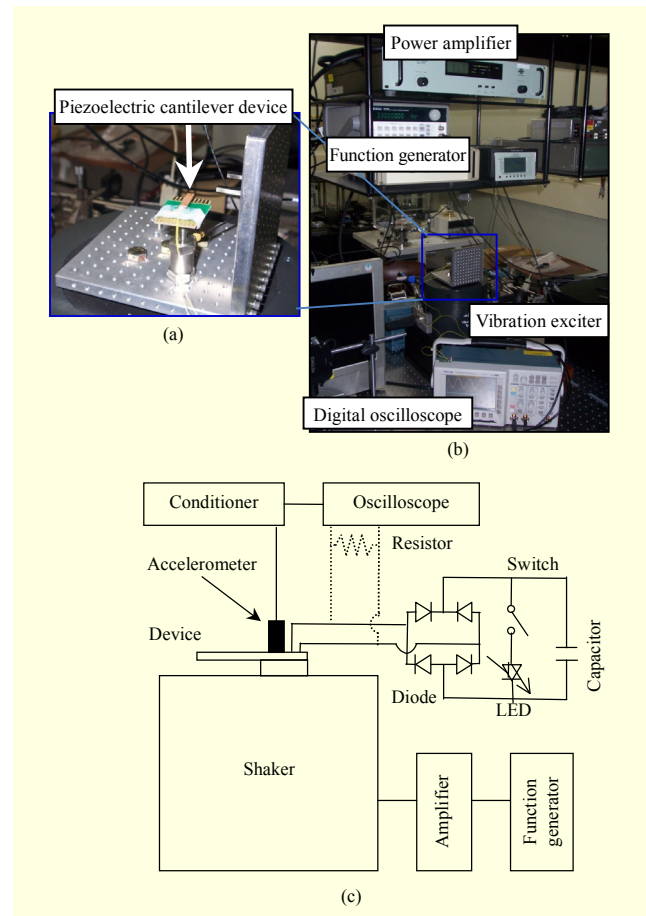 Power amplifier
Piezoelectric cantilever device
Function generator
Vibration exciter
Digital oscilloscope
(a)
(b)
Conditioner
Oscilloscope
Resistor
Accelerometer
Switch
Device
Capacitor
Diode
LED
Shaker
Amplifier
Function
generator
(c)